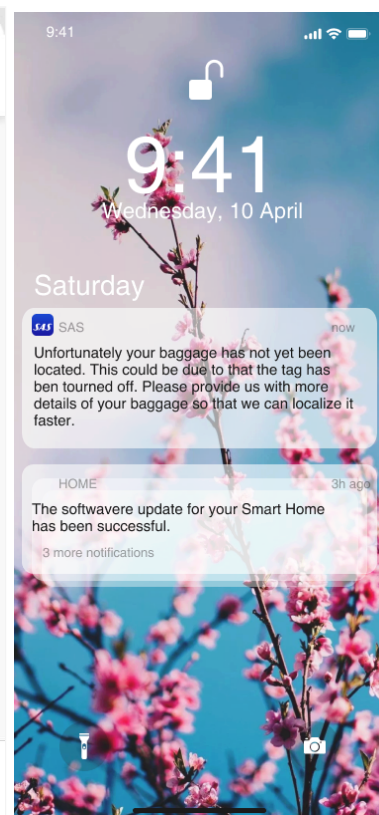 9:41
9:41
Wednesday, 10 April
Saturday
SAS SAS now
Unfortunately your baggage has not yet been
located. This could be due to that the tag has
ben tourned off. Please provide us with more
details of your baggage so that we can localize it
faster.
HOME 3h ago
The softwavere update for your Smart Home
has been successful.
3 more notifications